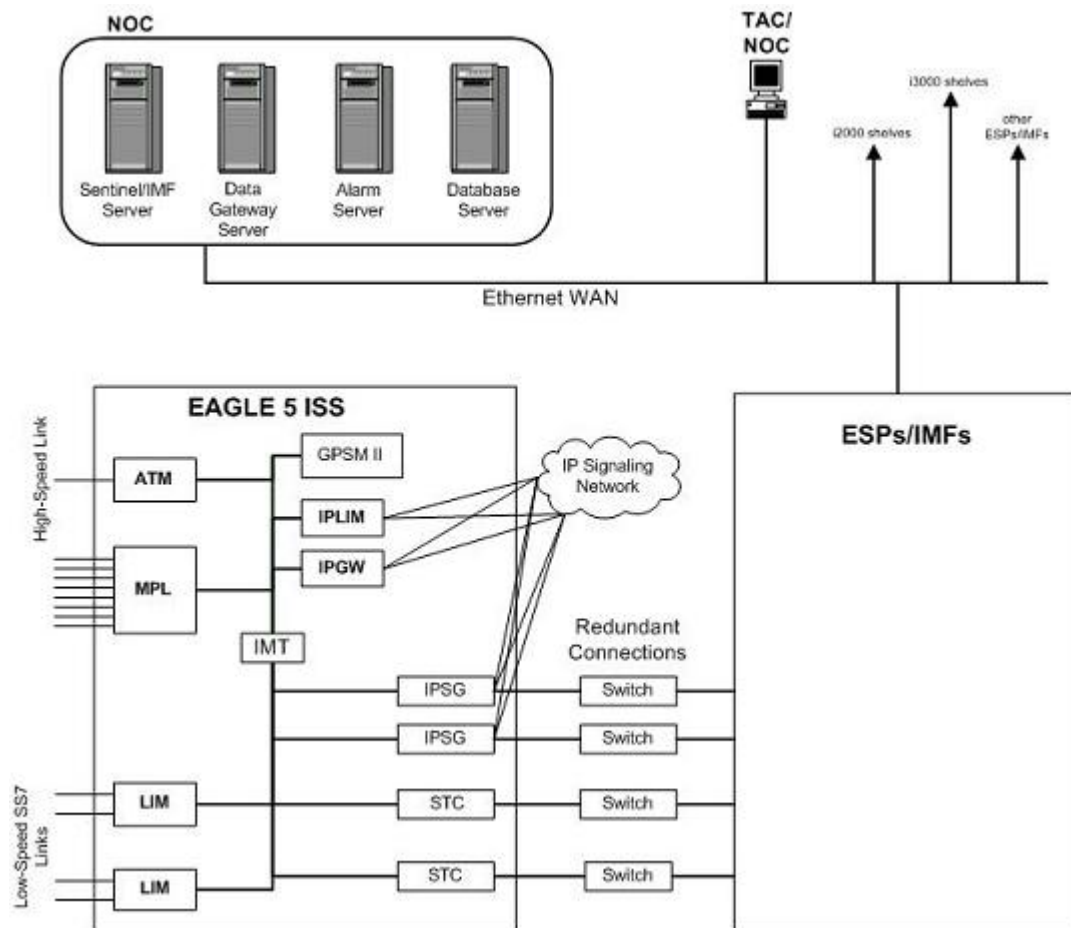 NOC
TAC/
NOC
i3000 shelves
i2000 shelves
other
ESPs/IMFs
Sentinel/IMF
Server
Data
Gateway
Server
Alarm
Server
Database
Server
Ethernet WAN
EAGLE 5 ISS
ESPs/IMFs
High-Speed Link
ATM
GPSM II
IP Signaling
Network
IPLIM
MPL
IPGW
IMT
Redundant
Connections
IPSG
Switch
IPSG
Switch
Low-Speed SS7
Links
LIM
STC
Switch
LIM
STC
Switch